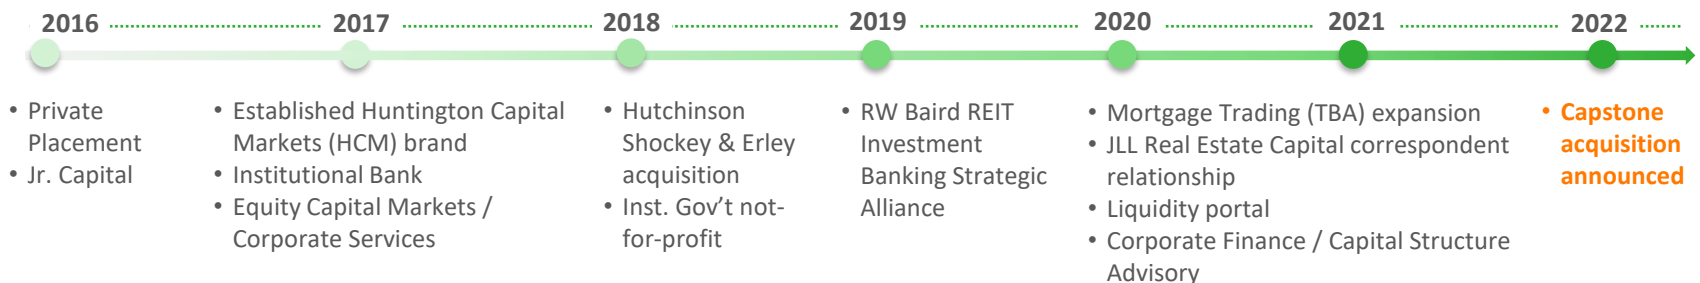 2016 2017 2018 2019 2020 2021 2022
• Private
Placement
• Jr. Capital
• Established Huntington Capital
Markets (HCM) brand
• Institutional Bank
• Equity Capital Markets /
Corporate Services
• Hutchinson
Shockey & Erley
acquisition
• Inst. Gov’t not-
for-profit
• RW Baird REIT
Investment
Banking Strategic
Alliance
• Mortgage Trading (TBA) expansion
• JLL Real Estate Capital correspondent
relationship
• Liquidity portal
• Corporate Finance / Capital Structure
Advisory
• Capstone
acquisition
announced